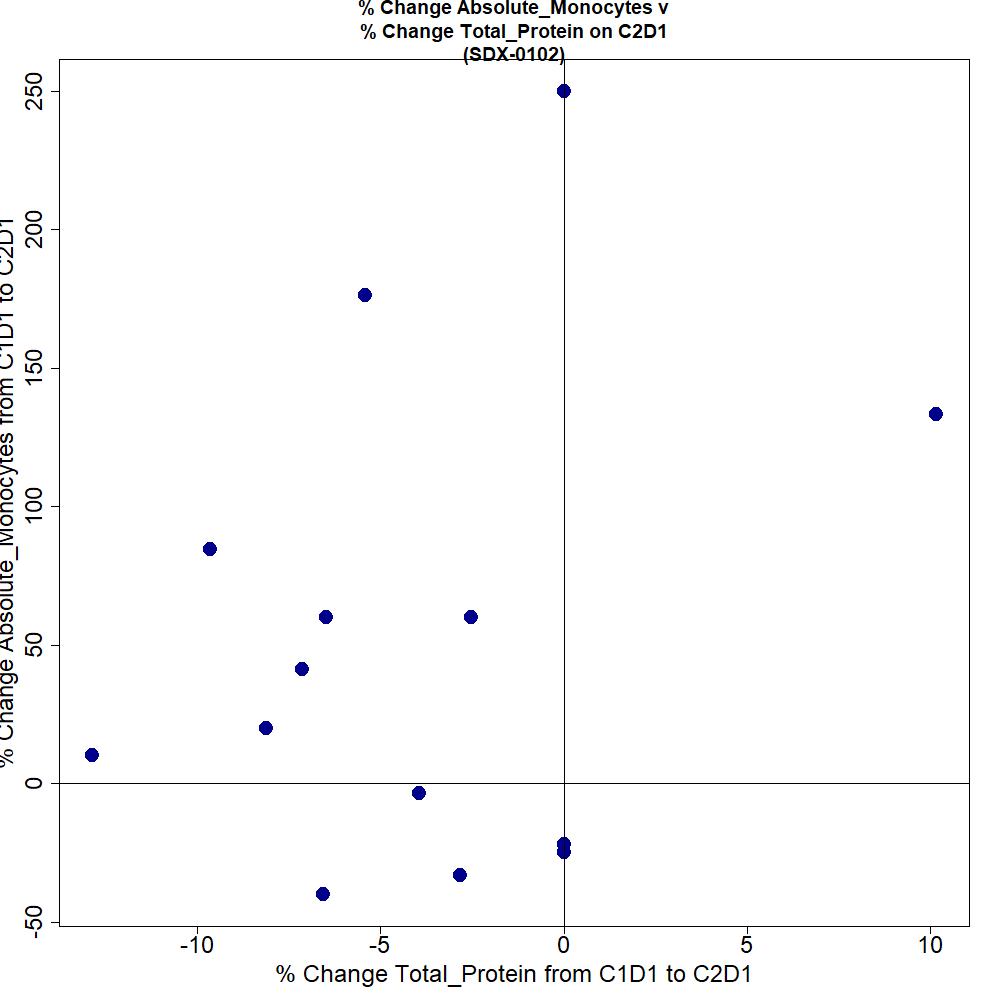 % Change Absolute_Monocytes v
% Change Total_Protein on C2D1
(SDX-0102)
% Change Absolute_Monocytes from C1D1 to C2D1
250
200
150
100
50
0
-50
-10
-5
0
5
10
% Change Total_Protein from C1D1 to C2D1